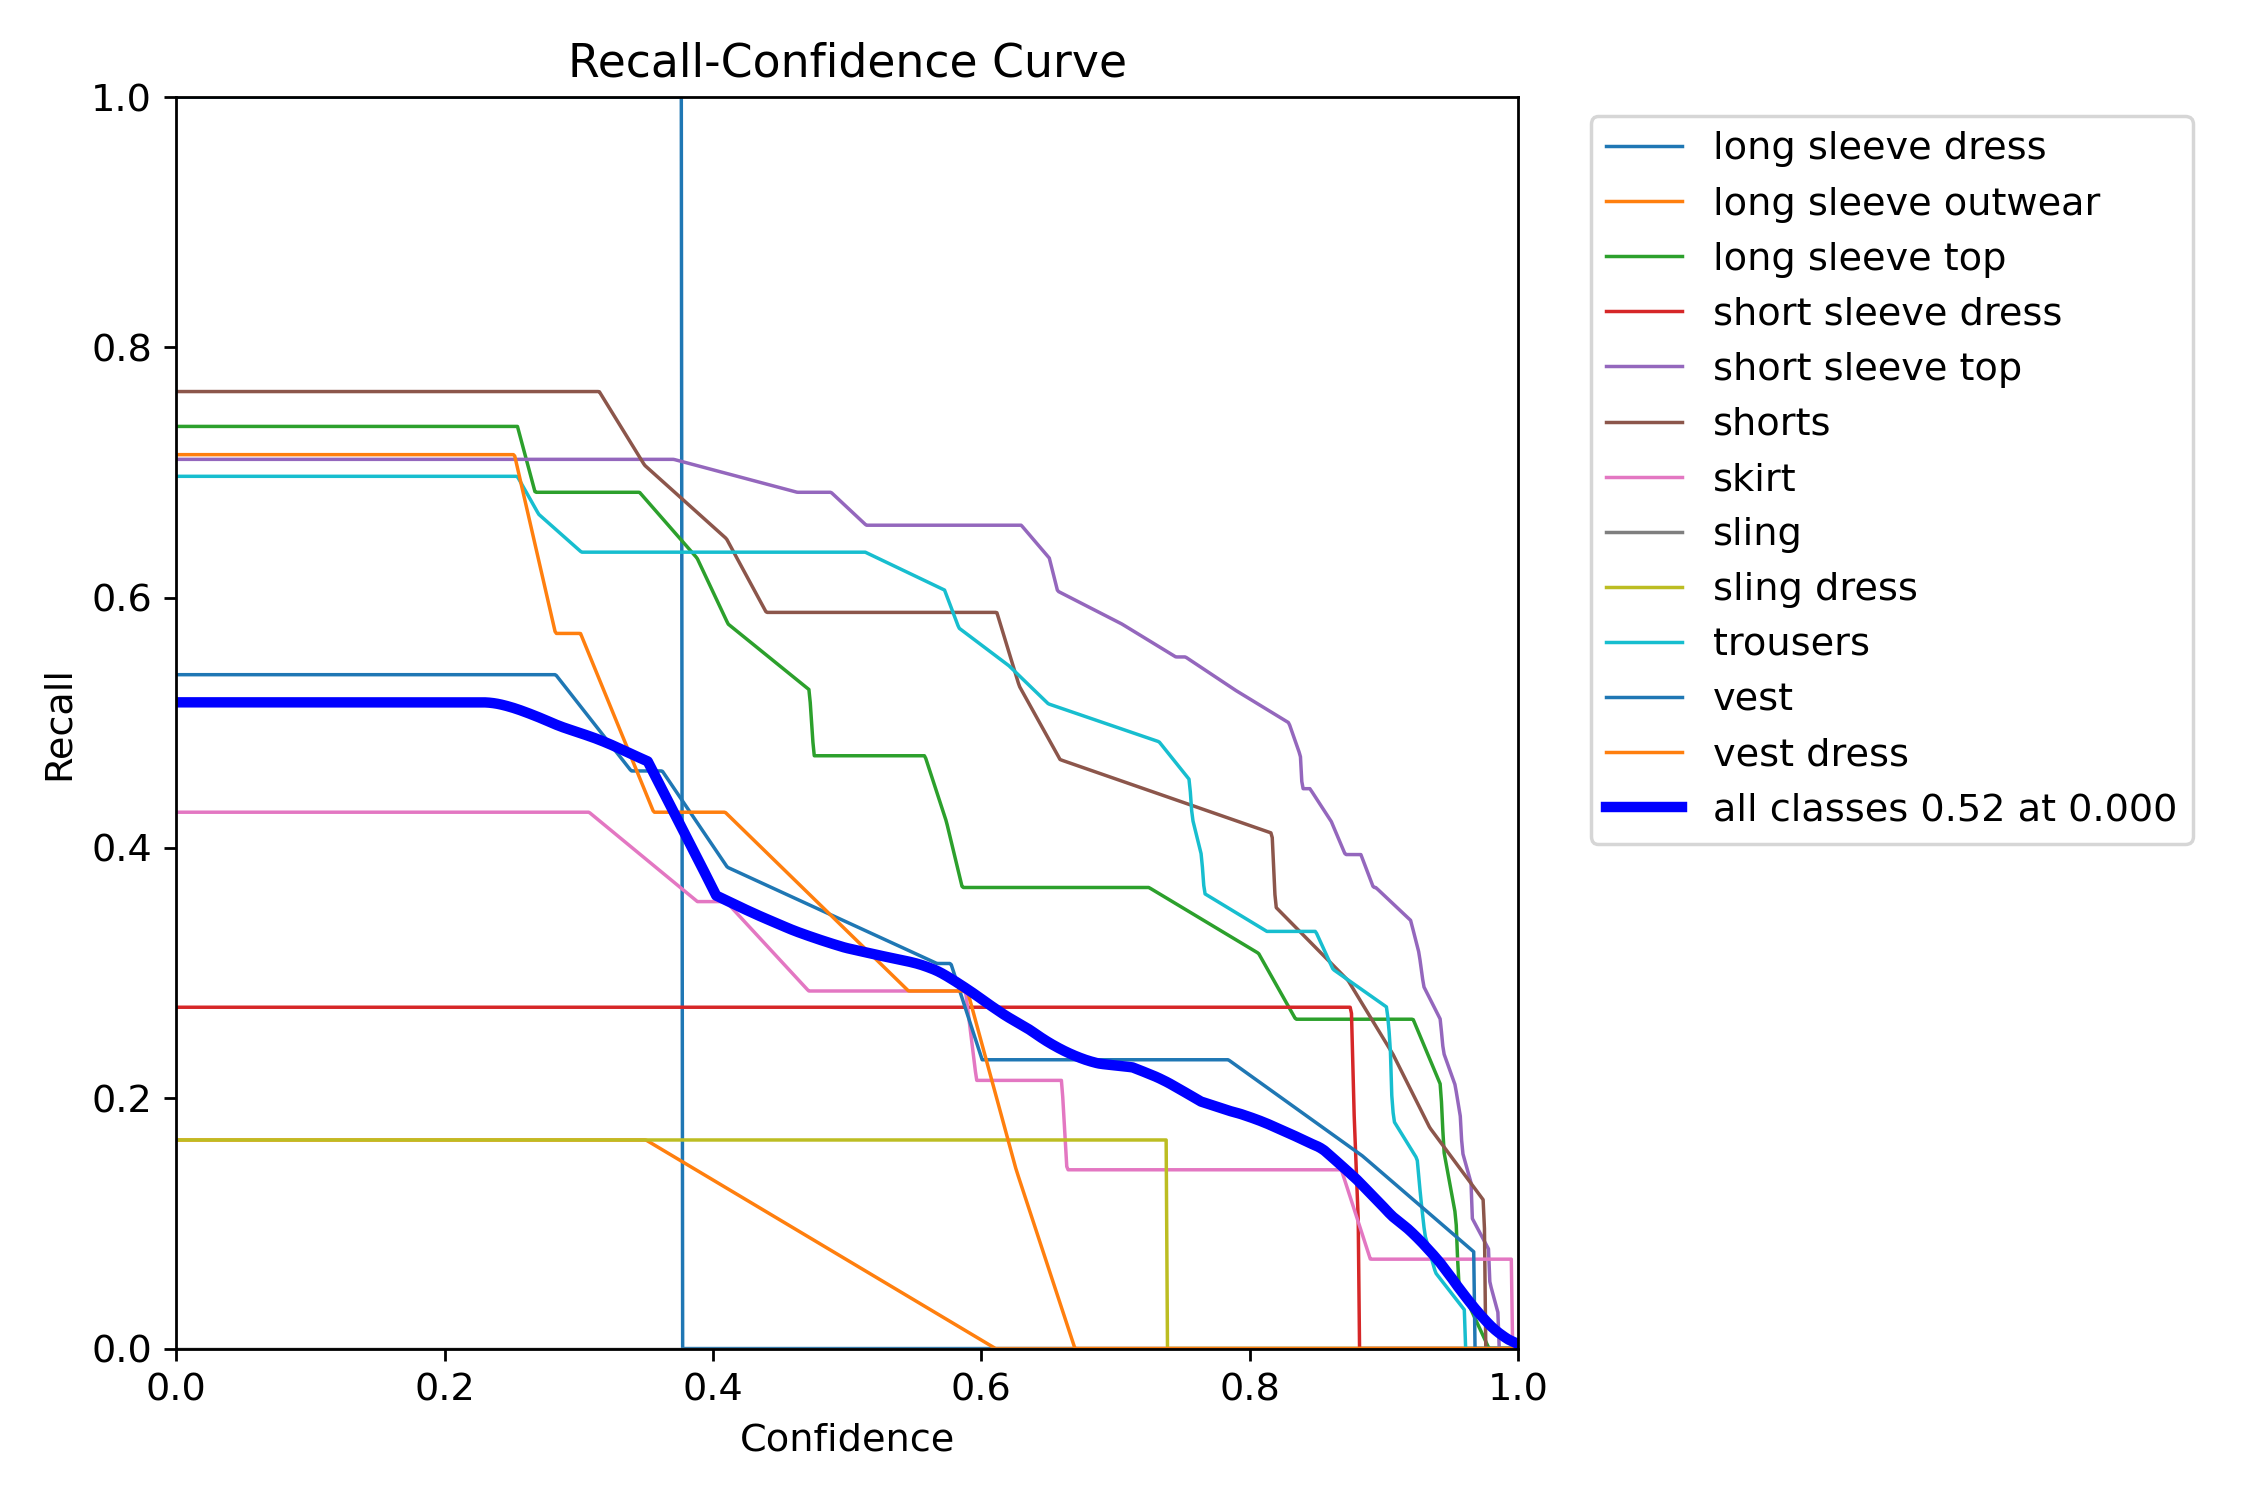 Recall-Confidence Curve
1.0
0.8
0.6
0.4
0.2
0.0
Recall
0.0 0.2 0.4 0.6 0.8 1.0
Confidence
long sleeve dress
long sleeve outwear
long sleeve top
short sleeve dress
short sleeve top
shorts
skirt
sling
sling dress
trousers
vest
vest dress
all classes 0.52 at 0.000